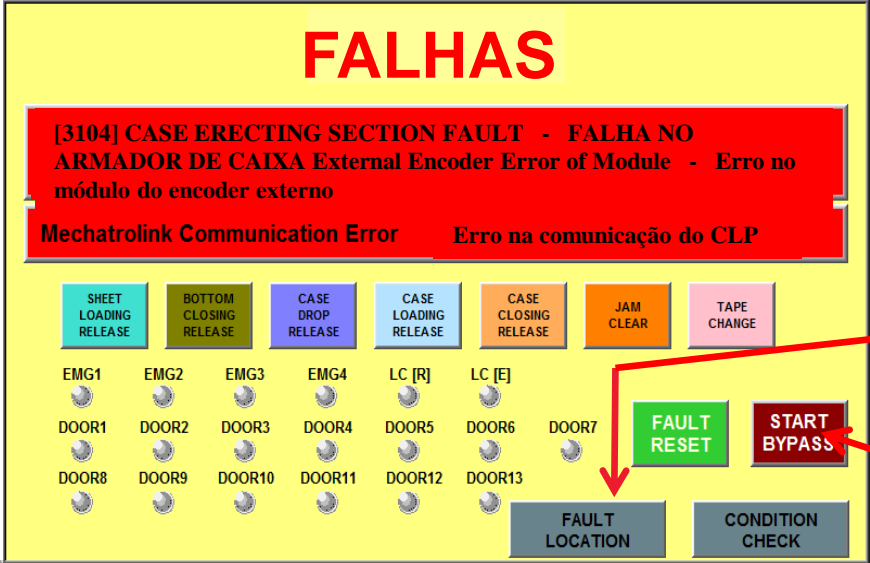 FALHAS
[3104] CASE ERECTING SECTION FAULT - FALHA NO
ARMADOR DE CAIXA External Encoder Error of Module - Erro no
módulo do encoder externo
Mechatrolink Communication Error Erro na comunicação do CLP
SHEET
LOADING
RELEASE
BOTTOM
CLOSING
RELEASE
CASE
DROP
RELEASE
CASE
LOADING
RELEASE
CASE
CLOSING
RELEASE
JAM
CLEAR
TAPE
CHANGE
EMG1 EMG2 EMG3 EMG4 LC [R] LC [E]
DOOR1 DOOR2 DOOR3 DOOR4 DOOR5 DOOR6 DOOR7
FAULT
RESET
START
BYPASS
DOOR8 DOOR9 DOOR10 DOOR11 DOOR12 DOOR13
FAULT
LOCATION
CONDITION
CHECK